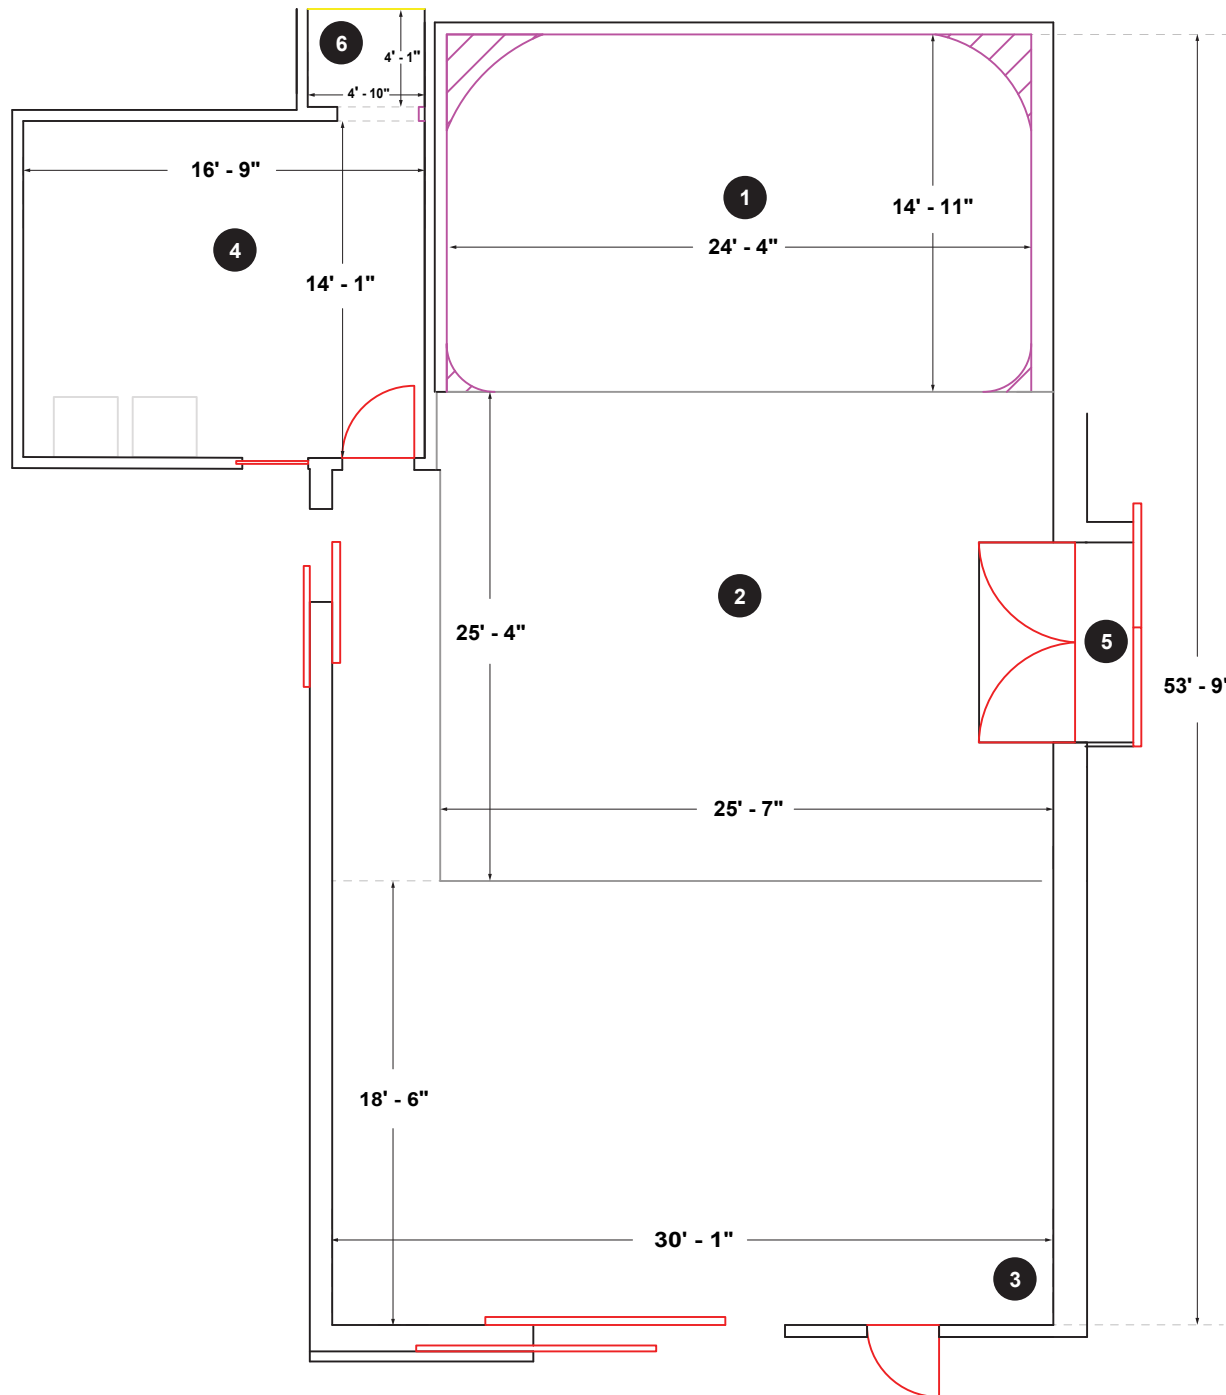 6
4' - 1"
4' - 10"
16' - 9"
1
14' - 11"
4
24' - 4"
14' - 1"
2
25' - 4"
5
53' - 9'
25' - 7"
18' - 6"
30' - 1"
3